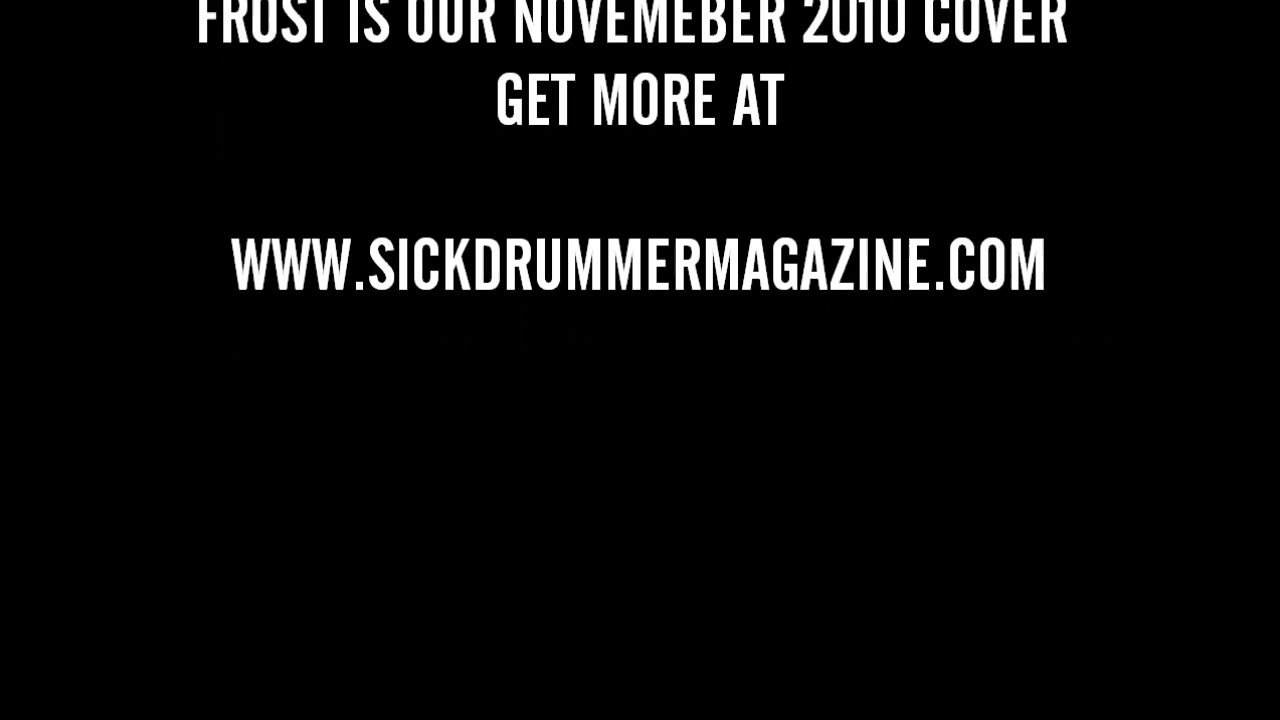 FROST IS OUR NOVEMEBER 2010 COVER
GET MORE AT
WWW.SICKDRUMMERMAGAZINE.COM